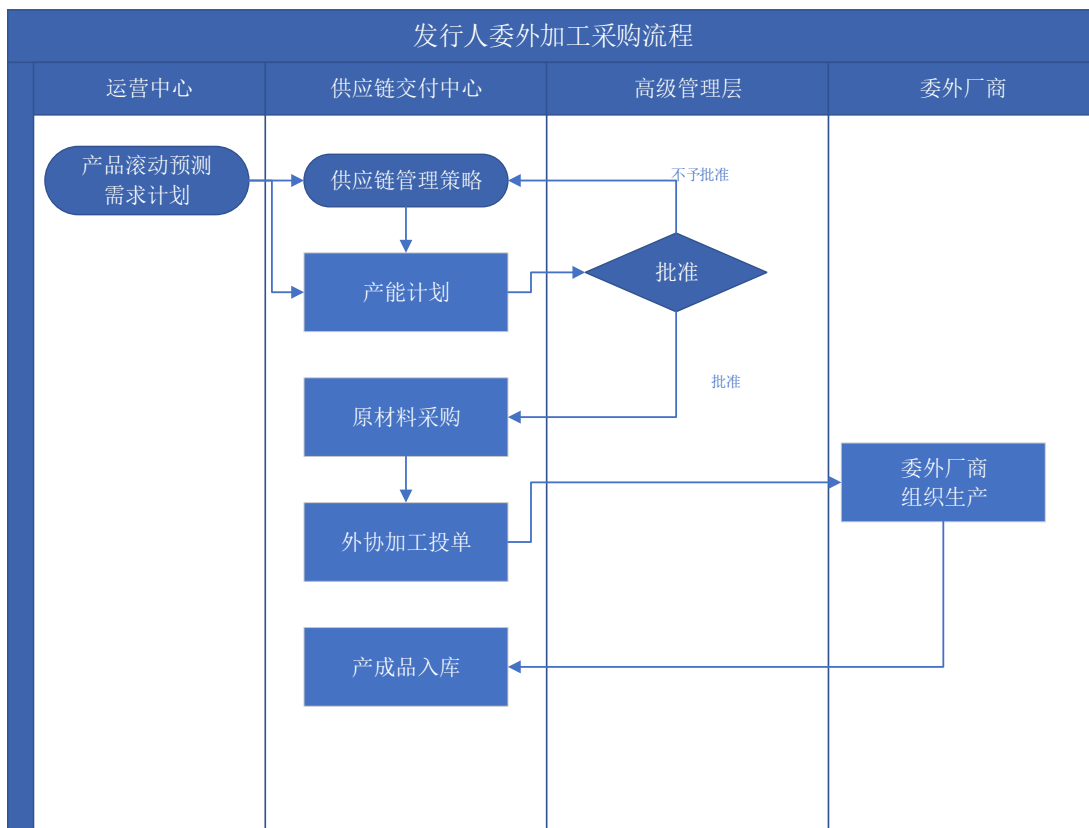 发行人委外加工采购流程
运营中心
供应链交付中心
高级管理层
委外厂商
产品滚动预测
需求计划
供应链管理策略
不予批准
产能计划
批准
批准
原材料采购
委外厂商
组织生产
外协加工投单
产成品入库